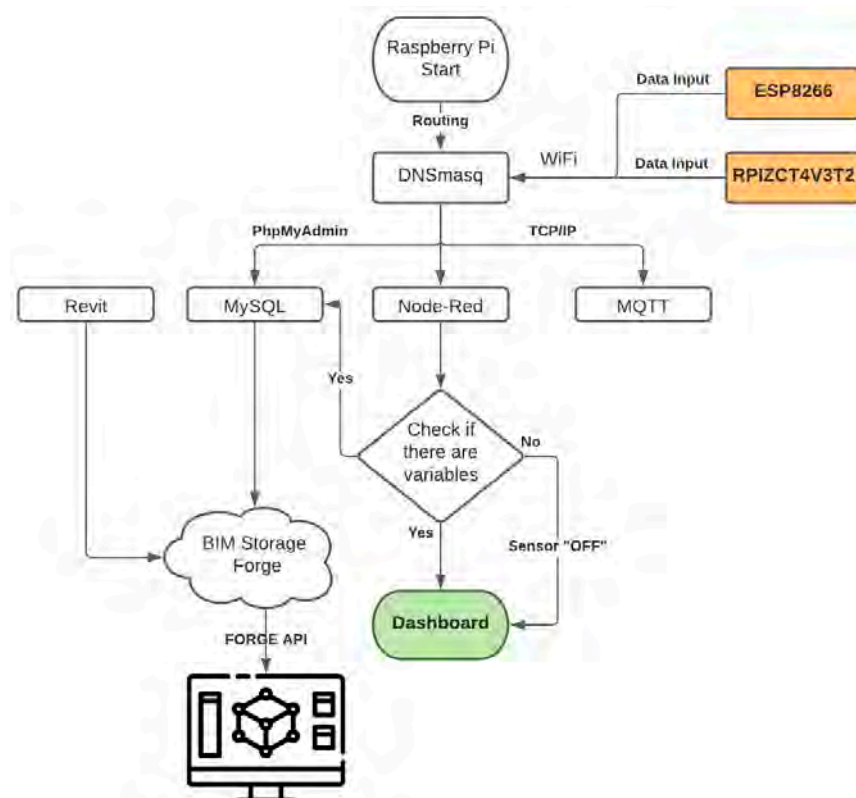 Raspberry Pi
Start
Data Input
ESP8266
Routing
WiFi
Data Input
DNSmasq
RPIZCT4V3T2
PhpMyAdmin
TCP/IP
Revit
MySQL
Node-Red
MQTT
Yes
Check if
there are
variables
No
Yes
Sensor "OFF"
BIM Storage
Forge
Dashboard
FORGE API